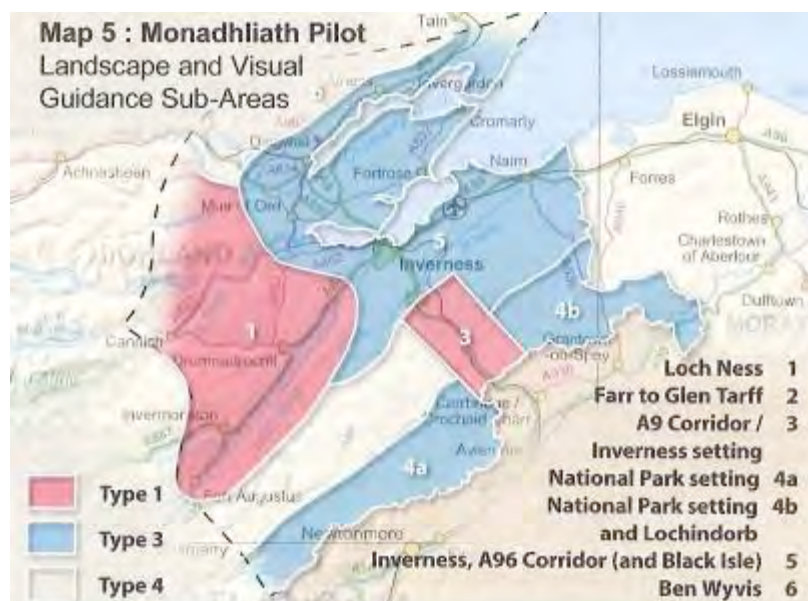 Map 5 : Monadhliath Pilot
Landscape and Visual
Guidance Sub-Areas
Tain
Invergordon
Lossiemouth
Cromarty
Elgin
A96
Achnasheen
Fortrose
Nairn
Forres
Muir of Ord
Rothes
A941
Charlestown
of Aberlour
5
Inverness
4b
Dufftown
MORAY
Cannich
1
3
Drumnadrochit
Grantown
-on-Spey
Loch Ness 1
Farr to Glen Tarff 2
Invermoriston
Carrbridge /
A9 Corridor / 3
Inverness setting
4a
National Park setting 4a
Type 1
Fort Augustus
National Park setting 4b
and Lochindorb
Type 3
Newtonmore
Inverness, A96 Corridor (and Black Isle) 5
Type 4
Ben Wyvis 6